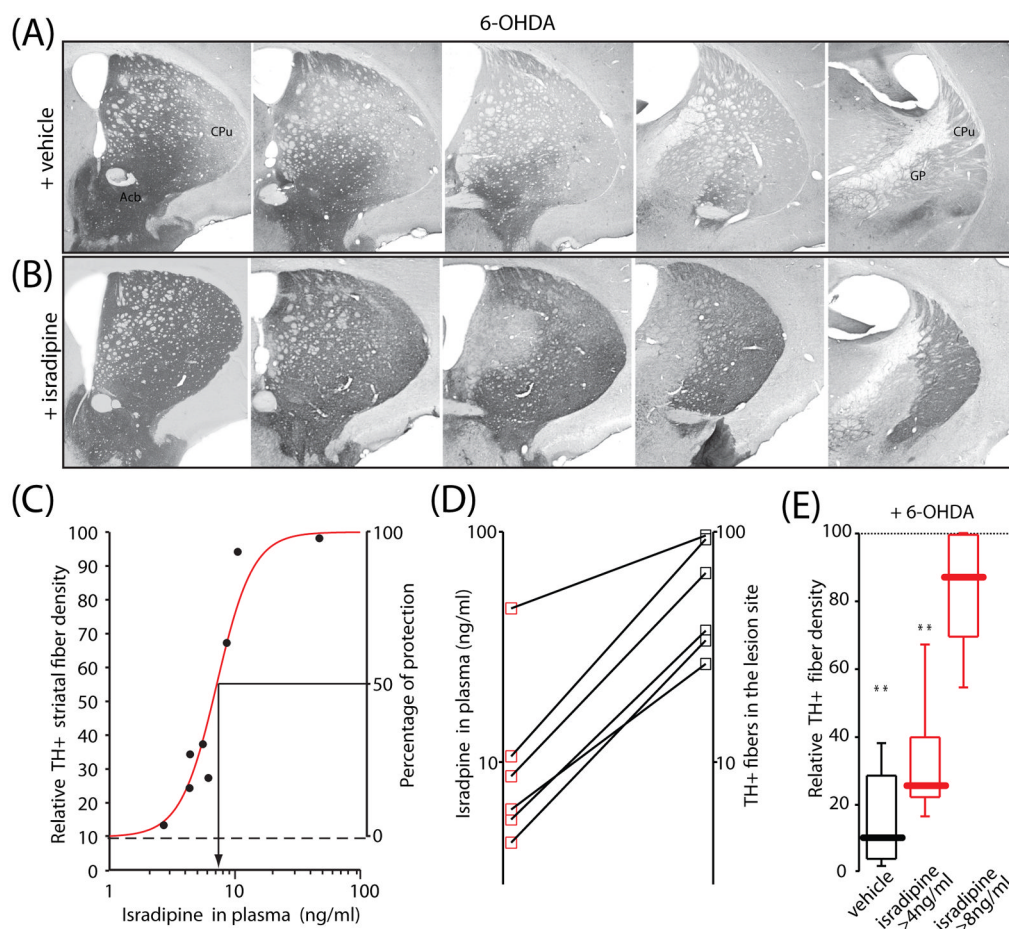 6-OHDA
(A)
+ vehicle
CPu
Acb
CPu
GP
(B)
+ isradipine
(C)
Relative TH+ striatal fiber density
100
90
80
70
60
50
40
30
20
10
0
1
10
100
Isradipine in plasma (ng/ml)
100
50
0
Percentage of protection
(D)
Isradpine in plasma (ng/ml)
100
10
100
10
TH+ fibers in the lesion site
(E)
+ 6-OHDA
Relative TH+ fiber density
100
80
60
40
20
0
**
**
vehicle
isradipine
>4ng/ml
isradipine
>8ng/ml